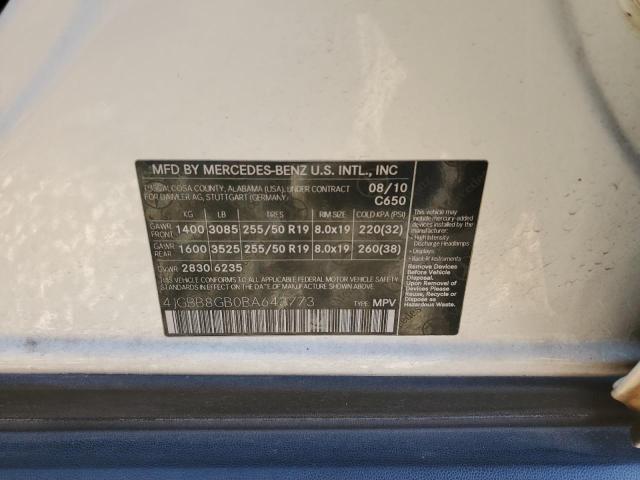 MFD BY MERCEDES-BENZ U.S. INTL., INC
TUSCALOOSA COUNTY, ALABAMA (USA), UNDER CONTRACT
FOR DAIMLER AG, STUTTGART (GERMANY)
08/10
C650
KG LB TIRES RIM SIZE COLD KPA (PSI)
GAWR FRONT 1400 3085 255/50 R19 8.0x19 220(32)
GAWR REAR 1600 3525 255/50 R19 8.0x19 260(38)
GVWR 2830 6235
THIS VEHICLE CONFORMS TO ALL APPLICABLE FEDERAL MOTOR VEHICLE SAFETY
STANDARDS IN EFFECT ON THE DATE OF MANUFACTURE SHOWN ABOVE.
4JGBB8GB0BA643773
TYPE: MPV
This vehicle may
include mercury-added
devices installed by
the manufacturer:
• High-Intensity
Discharge Headlamps
• Displays
• Back-lit Instruments
Remove Devices
Before Vehicle Disposal.
Upon Removal Please
Reuse, Recycle or
Dispose as
Hazardous Waste.